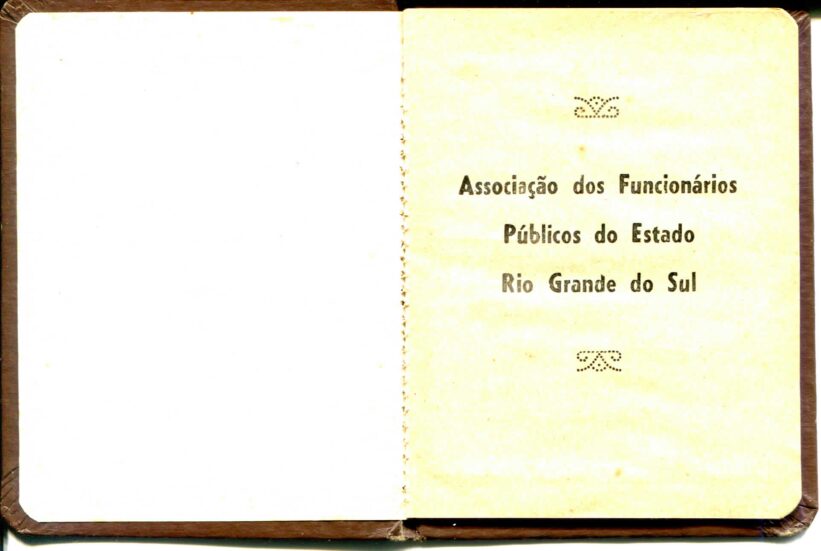 Associação dos Funcionários
Públicos do Estado
Rio Grande do Sul